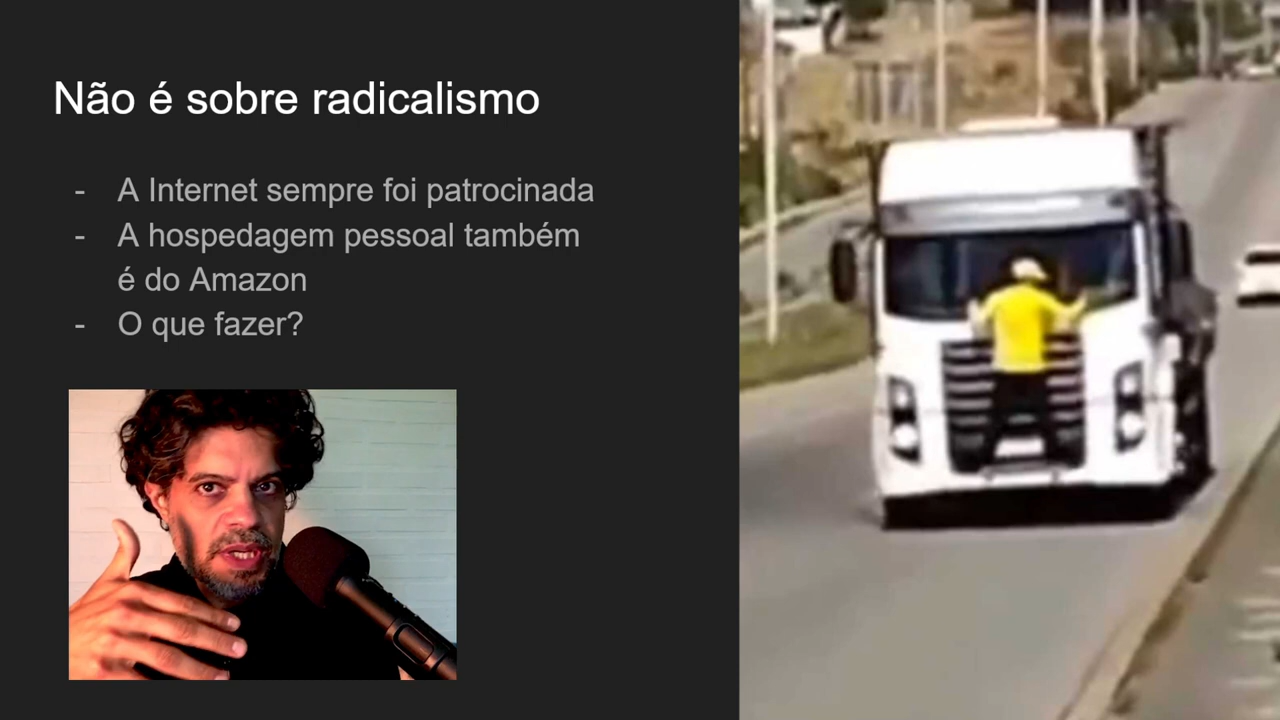 Não é sobre radicalismo
- A Internet sempre foi patrocinada
- A hospedagem pessoal também
é do Amazon
- O que fazer?